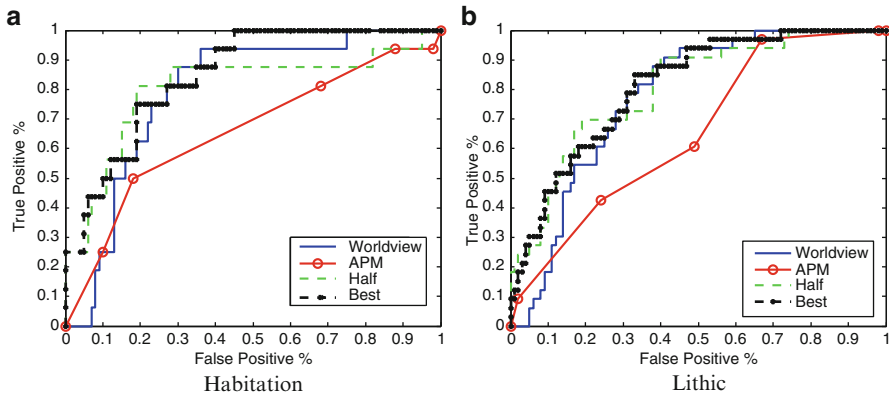 a
True Positive %
1
0.9
0.8
0.7
0.6
0.5
0.4
0.3
0.2
0.1
0
0 0.1 0.2 0.3 0.4 0.5 0.6 0.7 0.8 0.9 1
False Positive %
Worldview
APM
Half
Best
Habitation
b
True Positive %
1
0.9
0.8
0.7
0.6
0.5
0.4
0.3
0.2
0.1
0
0 0.1 0.2 0.3 0.4 0.5 0.6 0.7 0.8 0.9 1
False Positive %
Worldview
APM
Half
Best
Lithic